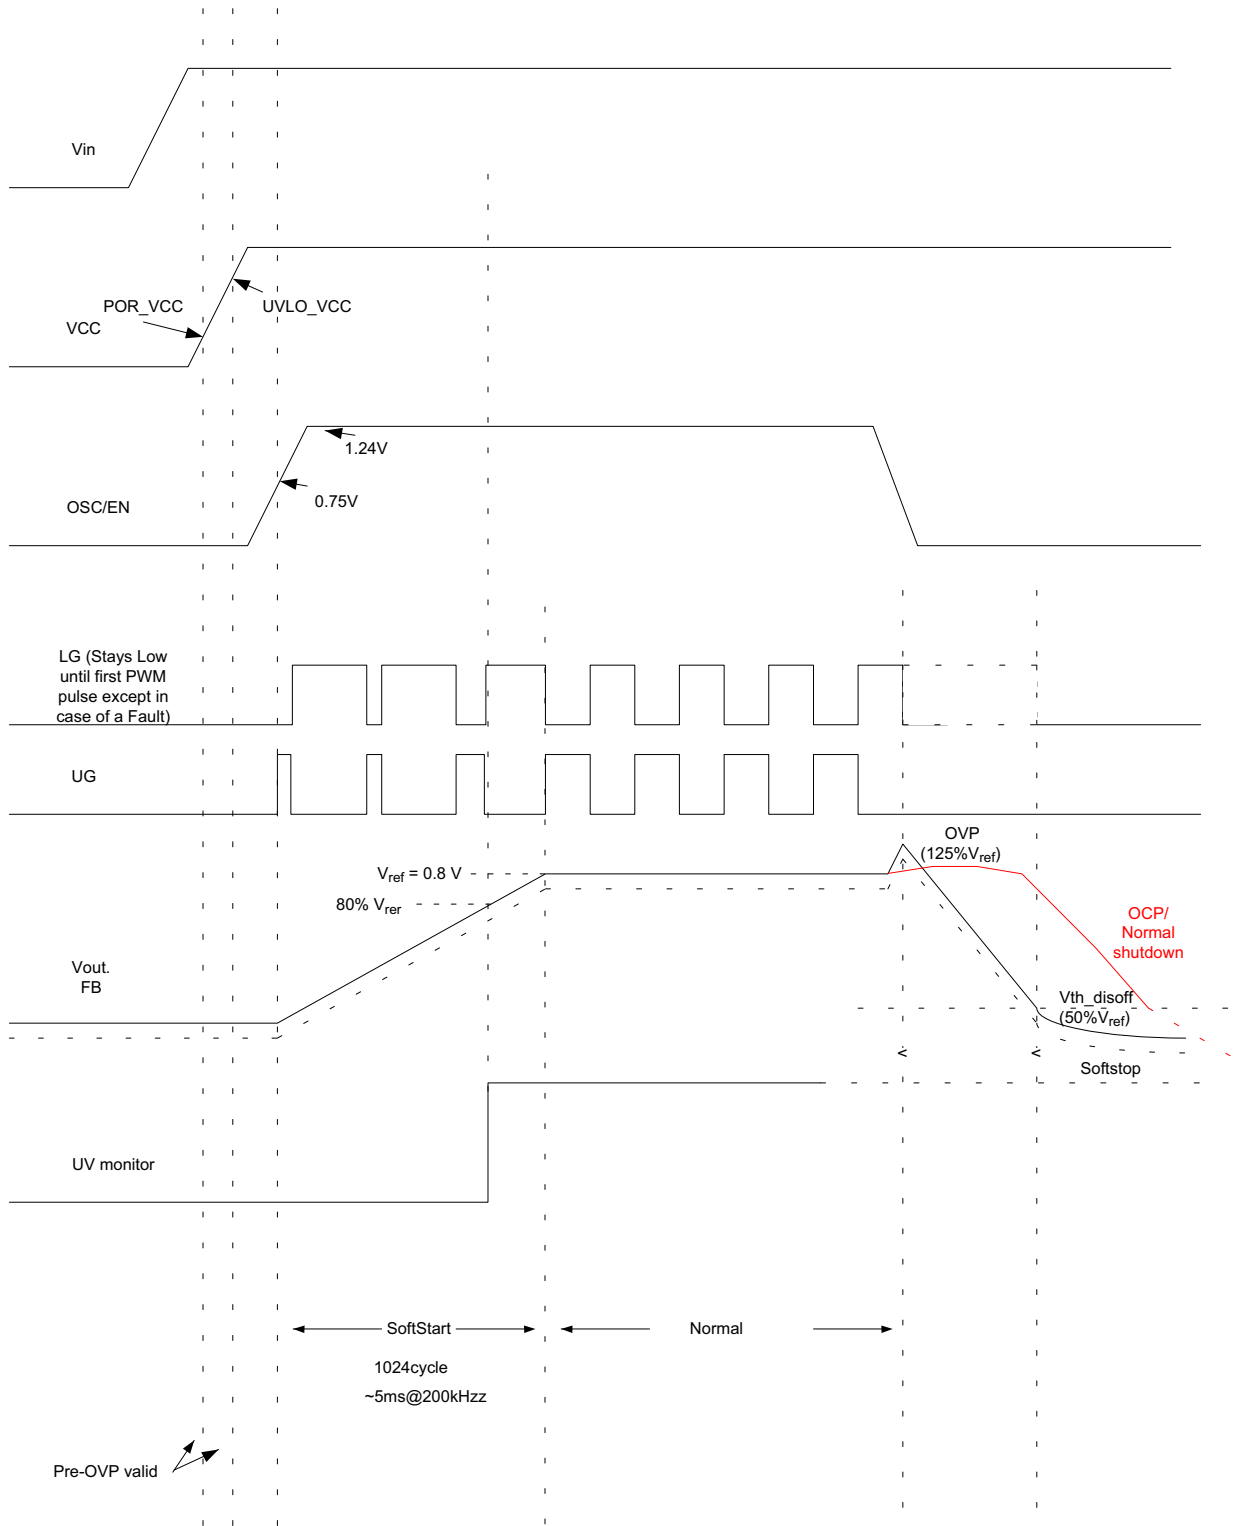 Vin
POR_VCC
UVLO_VCC
VCC
1.24V
0.75V
OSC/EN
LG (Stays Low
until first PWM
pulse except in
case of a Fault)
UG
OVP
(125%Vref)
Vref = 0.8 V
80% Vrer
OCP/
Normal
shutdown
Vout.
FB
Vth_disoff
(50%Vref)
Softstop
UV monitor
SoftStart
Normal
1024cycle
~5ms@200kHzz
Pre-OVP valid